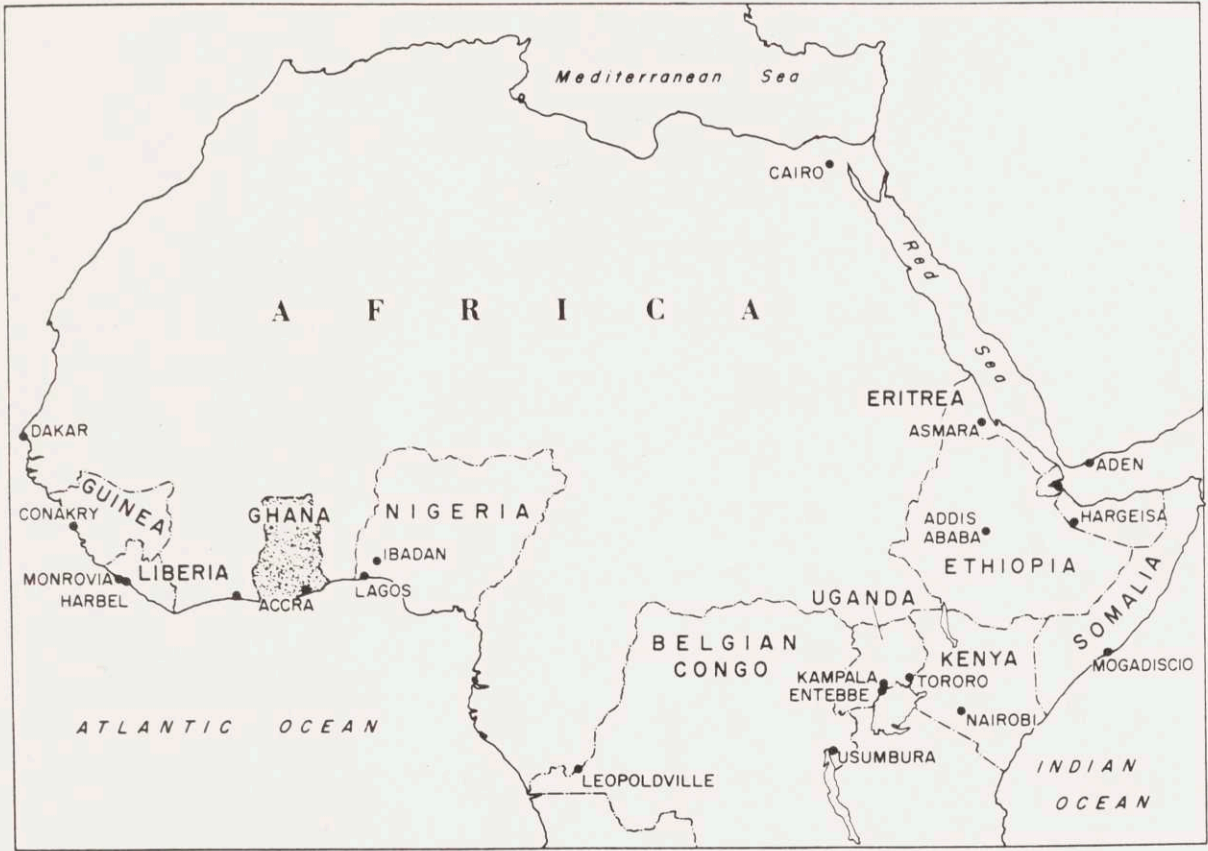 Mediterranean Sea
CAIRO
Red
Sea
A F R I C A
ERITREA
ASMARA
DAKAR
ADEN
GUINEA
CONAKRY
GHANA
NIGERIA
HARGEISA
ADDIS
ABABA
IBADAN
ETHIOPIA
MONROVIA
HARBEL
LIBERIA
ACCRA
LAGOS
UGANDA
SOMALIA
BELGIAN
CONGO
KENYA
MOGADISCIO
KAMPALA
ENTEBBE
TORORO
NAIROBI
ATLANTIC OCEAN
USUMBURA
LEOPOLDVILLE
INDIAN
OCEAN